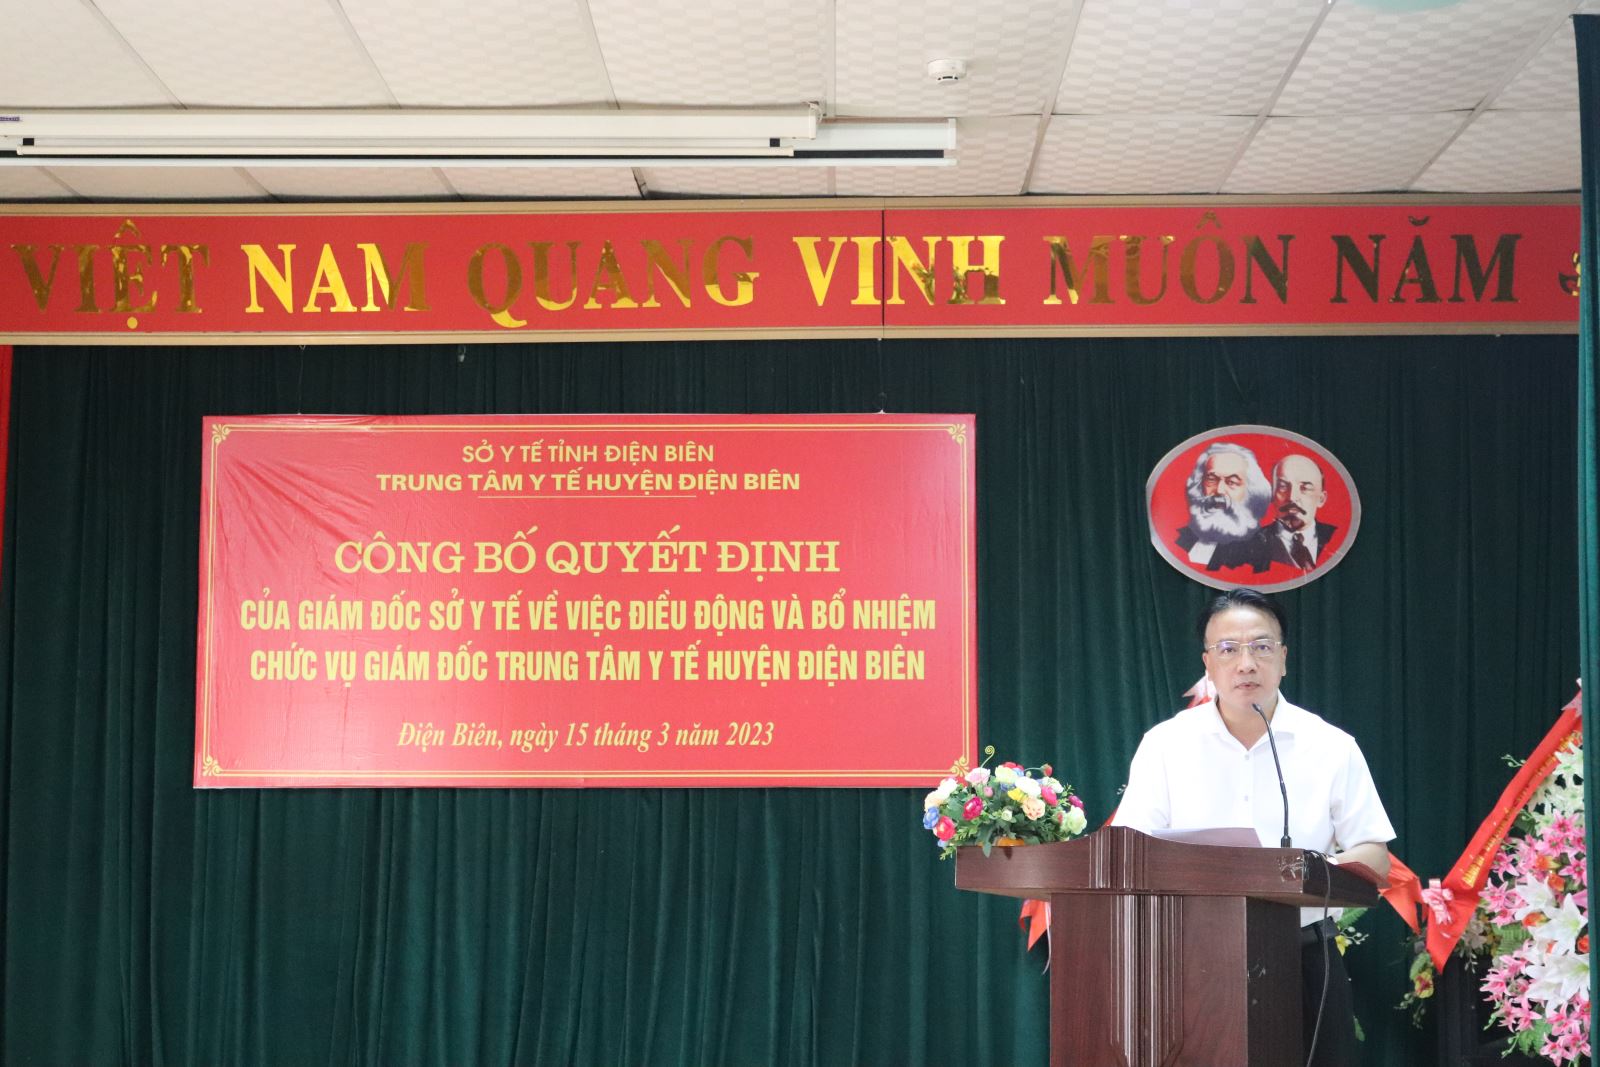 VIỆT NAM QUANG VINH MUÔN NĂM
SỞ Y TẾ TỈNH ĐIỆN BIÊN
TRUNG TÂM Y TẾ HUYỆN ĐIỆN BIÊN
CÔNG BỐ QUYẾT ĐỊNH
CỦA GIÁM ĐỐC SỞ Y TẾ VỀ VIỆC ĐIỀU ĐỘNG VÀ BỔ NHIỆM
CHỨC VỤ GIÁM ĐỐC TRUNG TÂM Y TẾ HUYỆN ĐIỆN BIÊN
Điện Biên, ngày 15 tháng 3 năm 2023